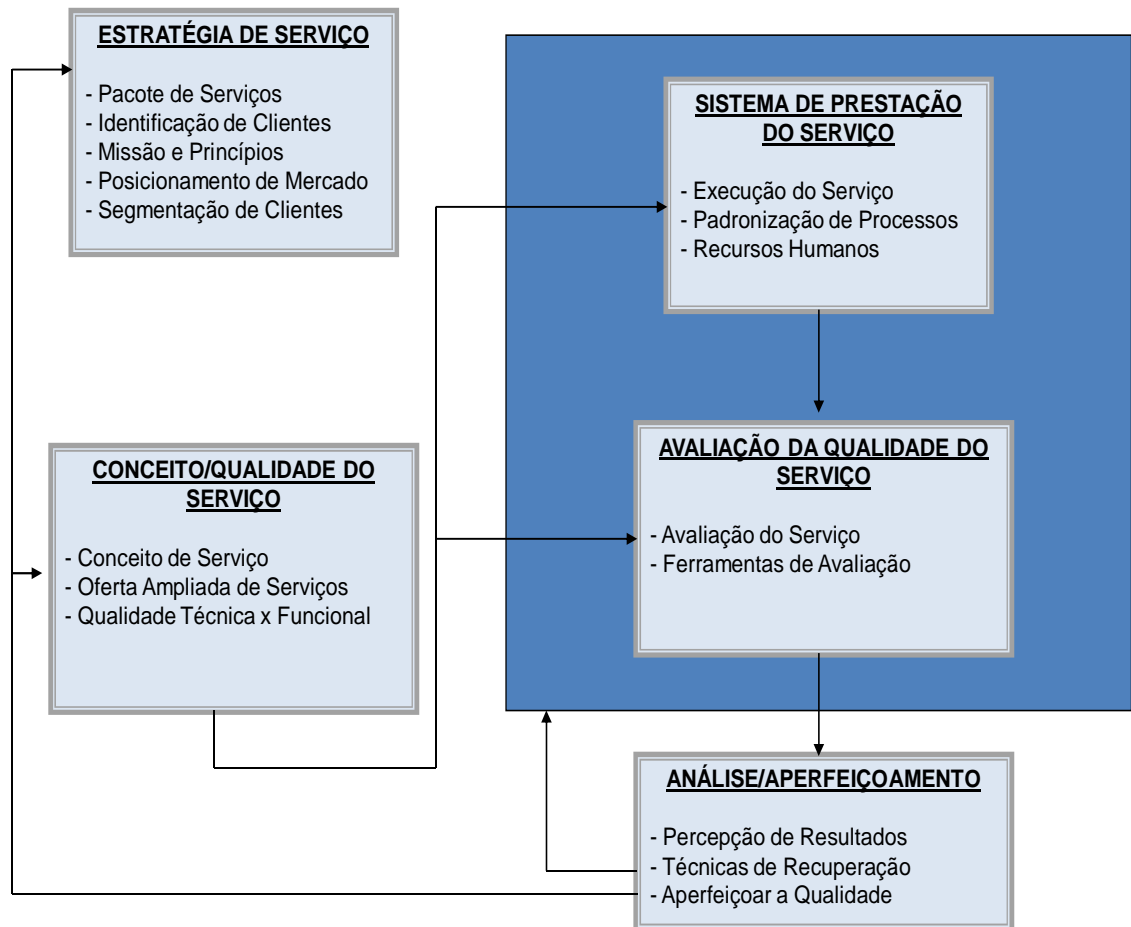 ESTRATÉGIA DE SERVIÇO
- Pacote de Serviços
- Identificação de Clientes
- Missão e Princípios
- Posicionamento de Mercado
- Segmentação de Clientes
SISTEMA DE PRESTAÇÃO
DO SERVIÇO
- Execução do Serviço
- Padronização de Processos
- Recursos Humanos
CONCEITO/QUALIDADE DO
SERVIÇO
- Conceito de Serviço
- Oferta Ampliada de Serviços
- Qualidade Técnica x Funcional
AVALIAÇÃO DA QUALIDADE DO
SERVIÇO
- Avaliação do Serviço
- Ferramentas de Avaliação
ANÁLISE/APERFEIÇOAMENTO
- Percepção de Resultados
- Técnicas de Recuperação
- Aperfeiçoar a Qualidade